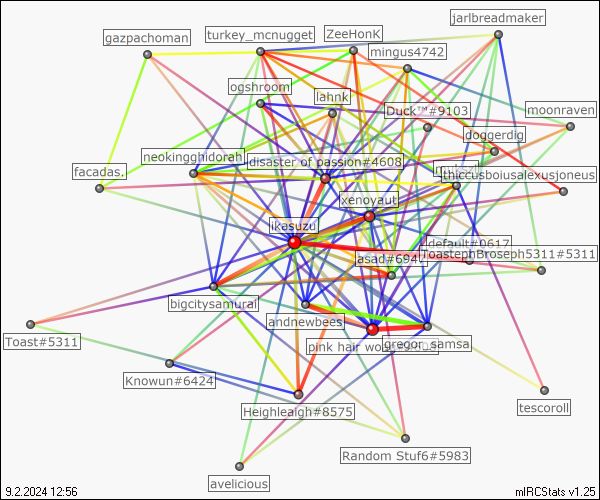 jarlbreadmaker
gazpachoman
turkey_mcnugget
ZeeHonK
mingus4742
ogshroom
lahnk
Duck™#9103
moonraven
doggerdig
neokingghidorah
disaster of passion#4608
facadas.
thiccusboiusalexusjoneus
xenoyaut
ikasuzu
default#0617
asad#694
ToastephBroseph5311#5311
bigcitysamurai
andnewbees
Toast#5311
pink hair wo
gregor_samsa
Knowun#6424
Heighleaigh#8575
tescoroll
Random Stuf6#5983
avelicious
9.2.2024 12:56
mIRCStats v1.25